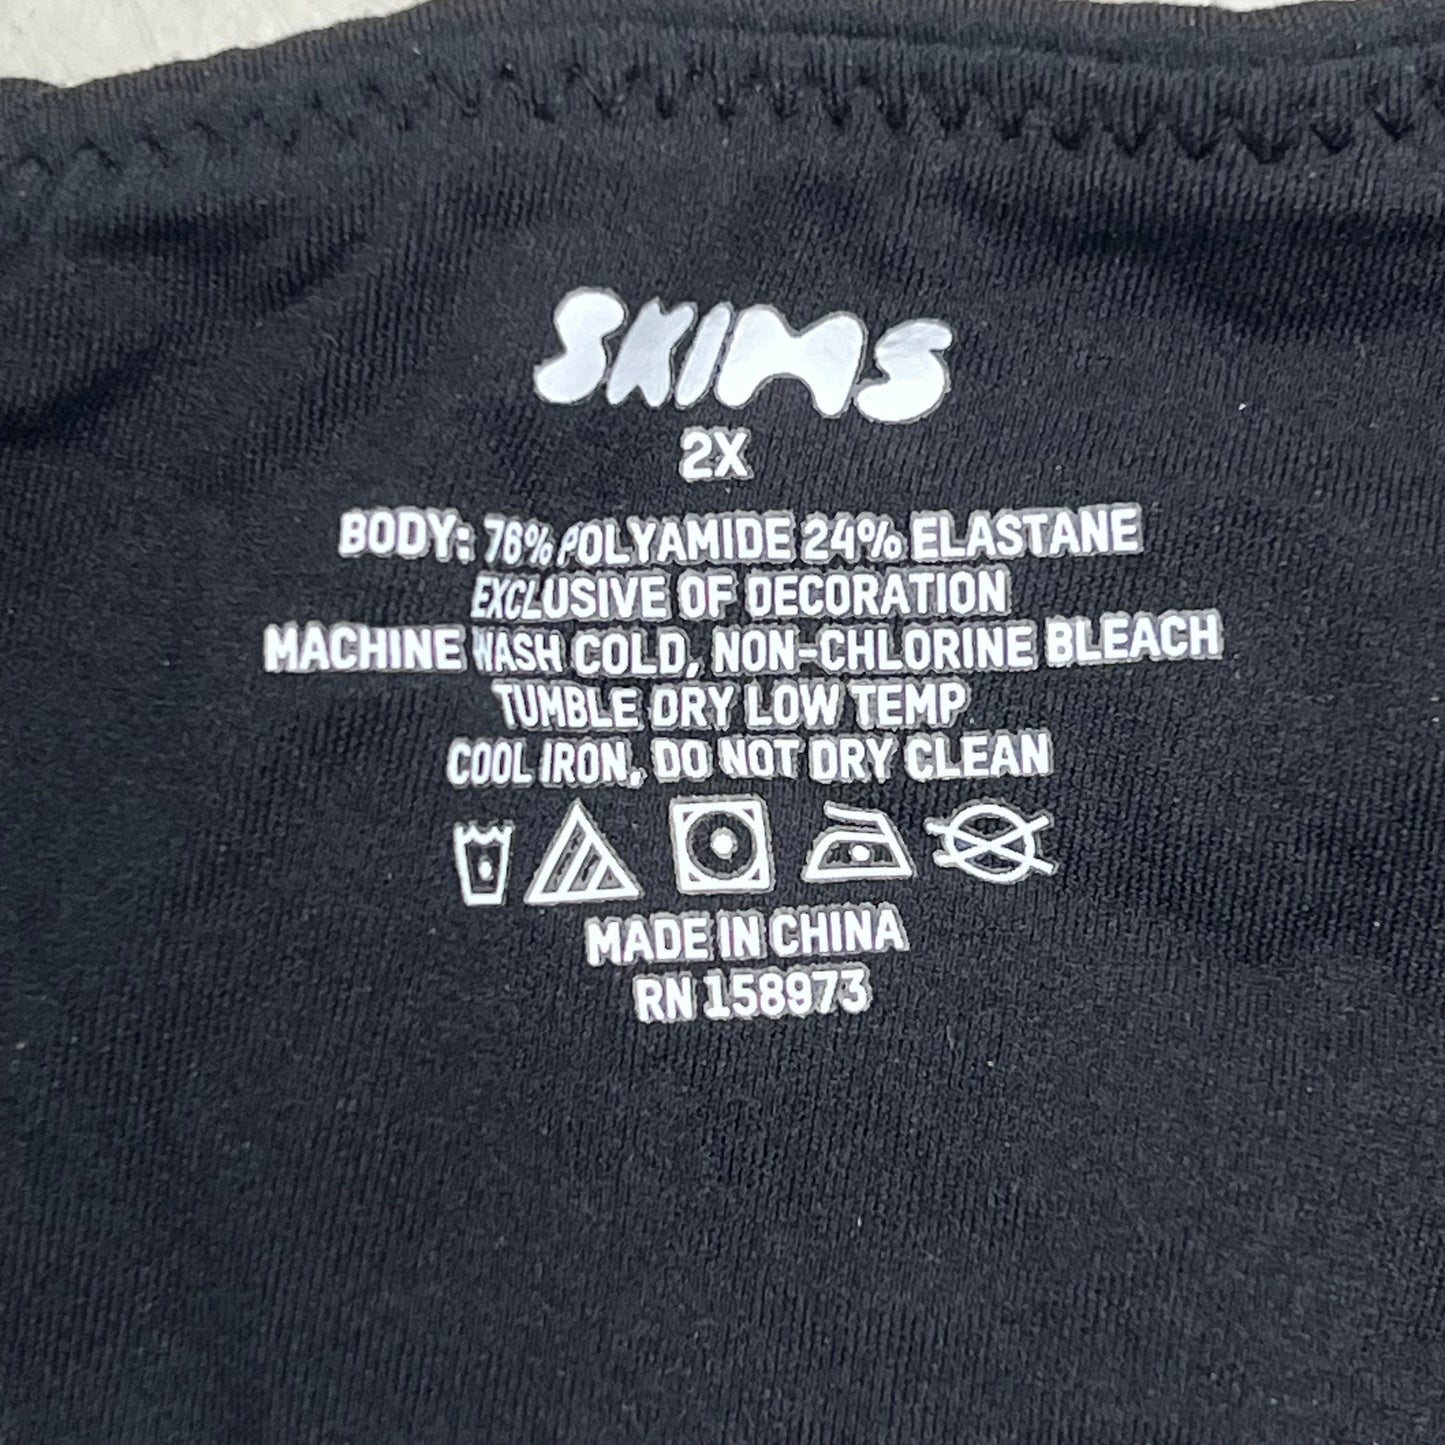 SKIMS
2X
BODY: 76% POLYAMIDE 24% ELASTANE
EXCLUSIVE OF DECORATION
MACHINE WASH COLD, NON-CHLORINE BLEACH
TUMBLE DRY LOW TEMP
COOL IRON, DO NOT DRY CLEAN
MADE IN CHINA
RN 158973